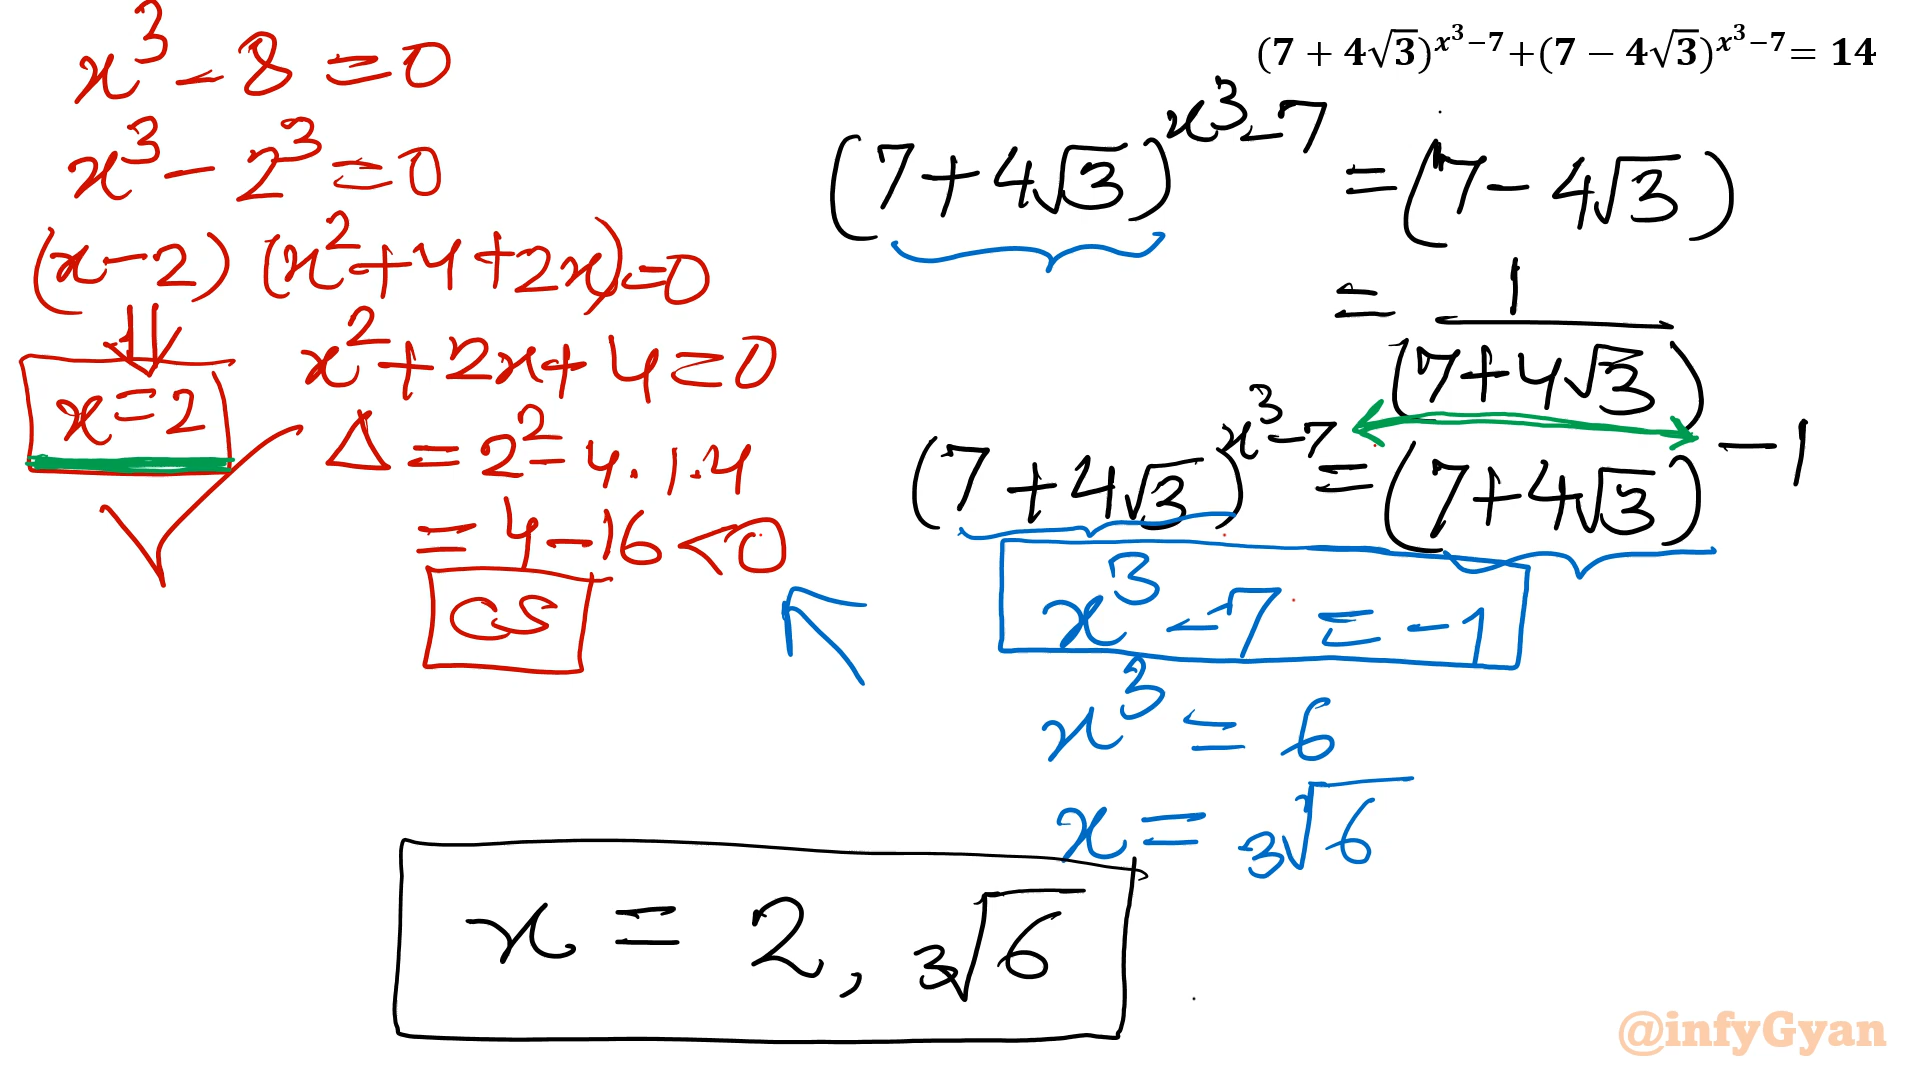 x³ - 8 = 0
x³ - 2³ = 0
(x-2) (x²+4+2x) = 0
x = 2
x²+2x+4 = 0
Δ = 2² - 4.1.4
= 4-16 < 0
CS
(7 + 4√3)^{x³-7} + (7 - 4√3)^{x³-7} = 14
(7+4√3)^{x³-7} = (7-4√3)
= 1/(7+4√3)
(7+4√3)^{x³-7} = (7+4√3)^{-1}
x³ - 7 = -1
x³ = 6
x = ³√6
x = 2, ³√6
@infyGyan